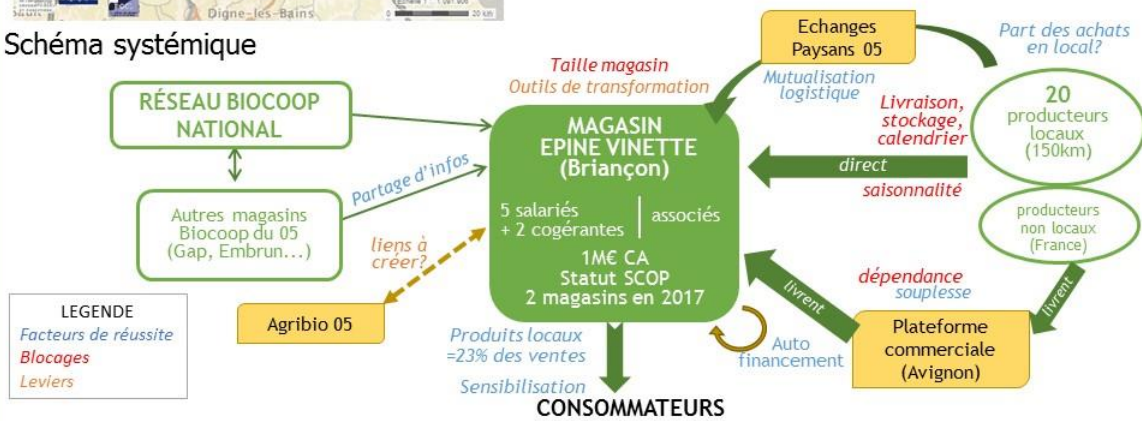 Digne-les-Bains
20 km
Schéma systémique
RÉSEAU BIOCOOP
NATIONAL
Autres magasins
Biocoop du 05
(Gap, Embrun...)
Partage d'infos
liens à
créer?
Agribio 05
LEGENDE
Facteurs de réussite
Blocages
Leviers
Taille magasin
Outils de transformation
MAGASIN
EPINE VINETTE
(Briançon)
5 salariés
+ 2 cogérantes
associés
1M€ CA
Statut SCOP
2 magasins en 2017
Produits locaux
=23% des ventes
Sensibilisation
CONSOMMATEURS
Auto
financement
Echanges
Paysans 05
Mutualisation
logistique
Part des achats
en local?
Livraison,
stockage,
calendrier
direct
saisonnalité
20
producteurs
locaux
(150km)
producteurs
non locaux
(France)
livrent
dépendance
souplesse
livrent
Plateforme
commerciale
(Avignon)